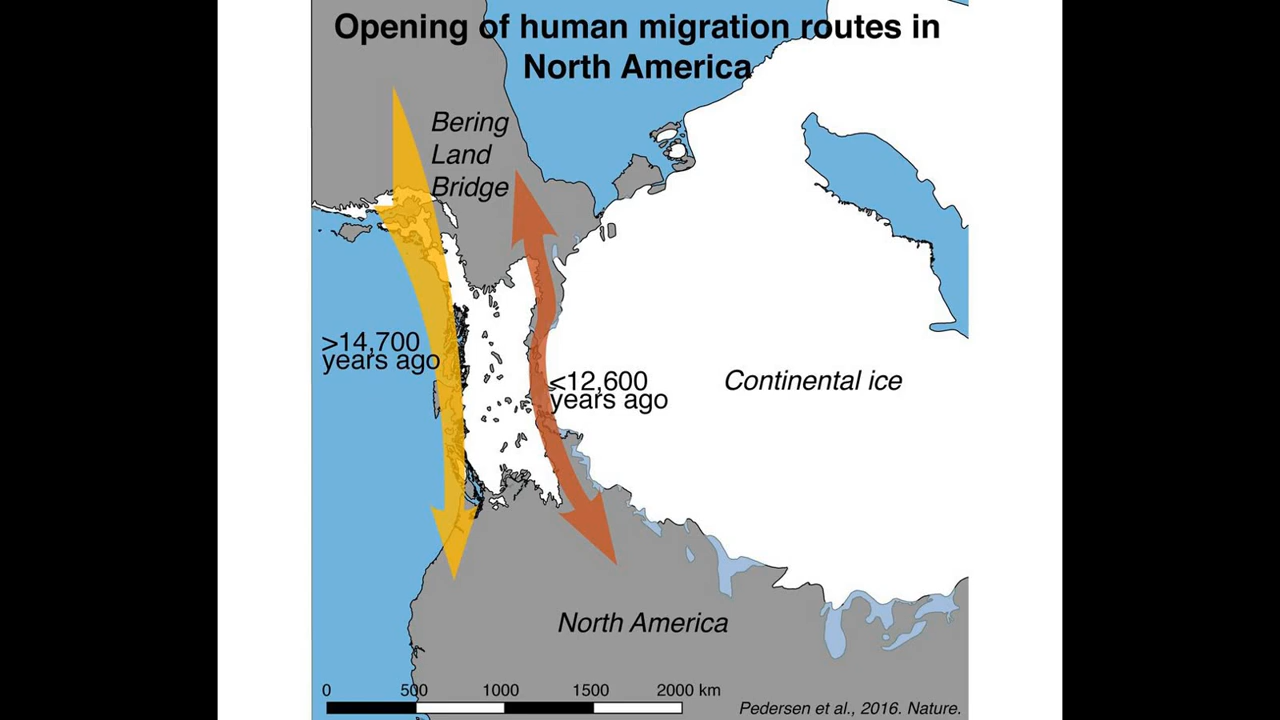 Opening of human migration routes in
North America
Bering
Land
Bridge
>14,700
years ago
<12,600
years ago
Continental ice
North America
0 500 1000 1500 2000 km
Pedersen et al., 2016. Nature.